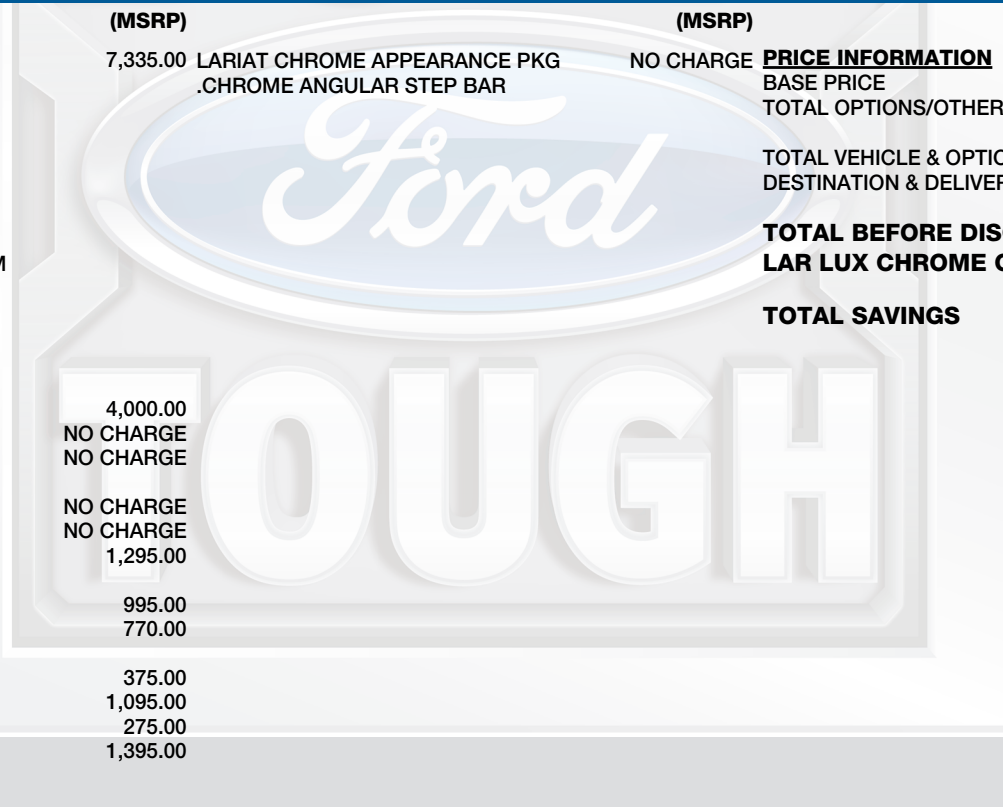 (MSRP)
7,335.00
M
4,000.00
NO CHARGE
NO CHARGE
NO CHARGE
NO CHARGE
1,295.00
995.00
770.00
375.00
1,095.00
275.00
1,395.00
(MSRP)
LARIAT CHROME APPEARANCE PKG NO CHARGE
.CHROME ANGULAR STEP BAR
PRICE INFORMATION
BASE PRICE
TOTAL OPTIONS/OTHER
TOTAL VEHICLE & OPTIO
DESTINATION & DELIVER
TOTAL BEFORE DIS
LAR LUX CHROME
TOTAL SAVINGS
Ford
TOUGH